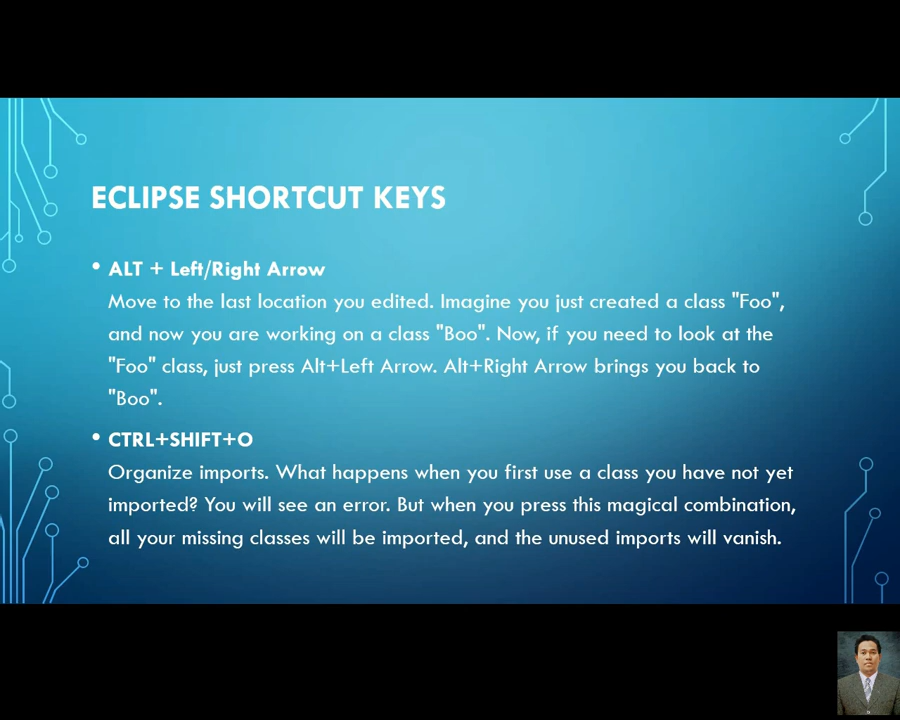 ECLIPSE SHORTCUT KEYS
• ALT + Left/Right Arrow
Move to the last location you edited. Imagine you just created a class "Foo",
and now you are working on a class "Boo". Now, if you need to look at the
"Foo" class, just press Alt+Left Arrow. Alt+Right Arrow brings you back to
"Boo".
• CTRL+SHIFT+O
Organize imports. What happens when you first use a class you have not yet
imported? You will see an error. But when you press this magical combination,
all your missing classes will be imported, and the unused imports will vanish.